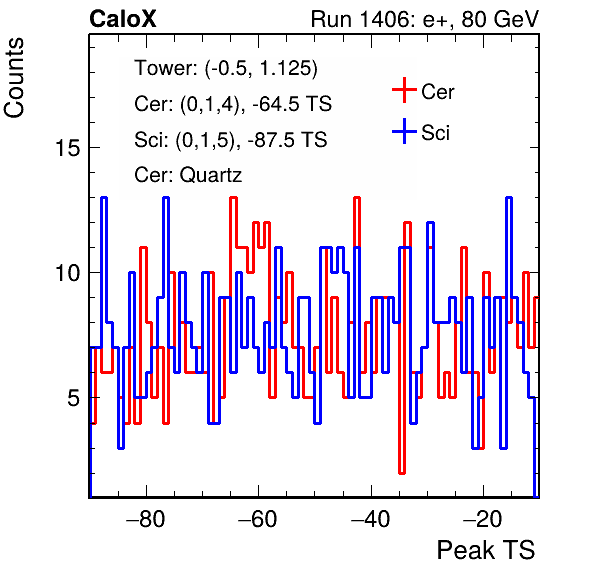 CaloX Run 1406: e+, 80 GeV
Counts
Tower: (-0.5, 1.125)
Cer: (0,1,4), -64.5 TS
Sci: (0,1,5), -87.5 TS
Cer: Quartz
Cer
Sci
15
10
5
−80 −60 −40 −20
Peak TS